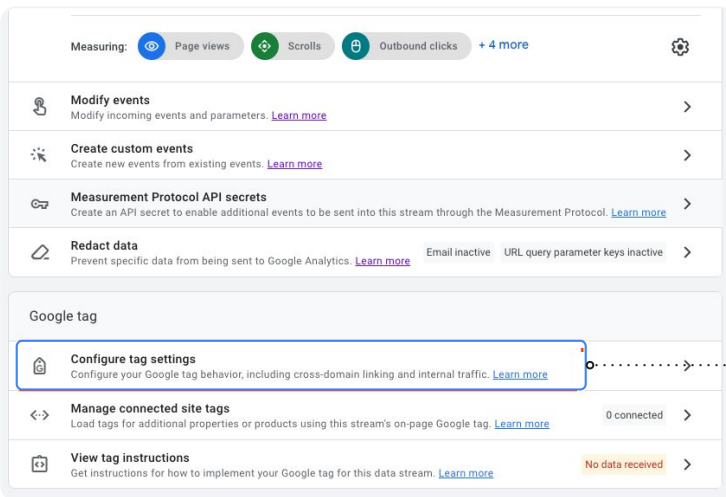 Measuring: Page views Scrolls Outbound clicks + 4 more
Modify events
Modify incoming events and parameters. Learn more
Create custom events
Create new events from existing events. Learn more
Measurement Protocol API secrets
Create an API secret to enable additional events to be sent into this stream through the Measurement Protocol. Learn more
Redact data
Prevent specific data from being sent to Google Analytics. Learn more
Email inactive URL query parameter keys inactive
Google tag
Configure tag settings
Configure your Google tag behavior, including cross-domain linking and internal traffic. Learn more
Manage connected site tags
Load tags for additional properties or products using this stream's on-page Google tag. Learn more
0 connected
View tag instructions
Get instructions for how to implement your Google tag for this data stream. Learn more
No data received